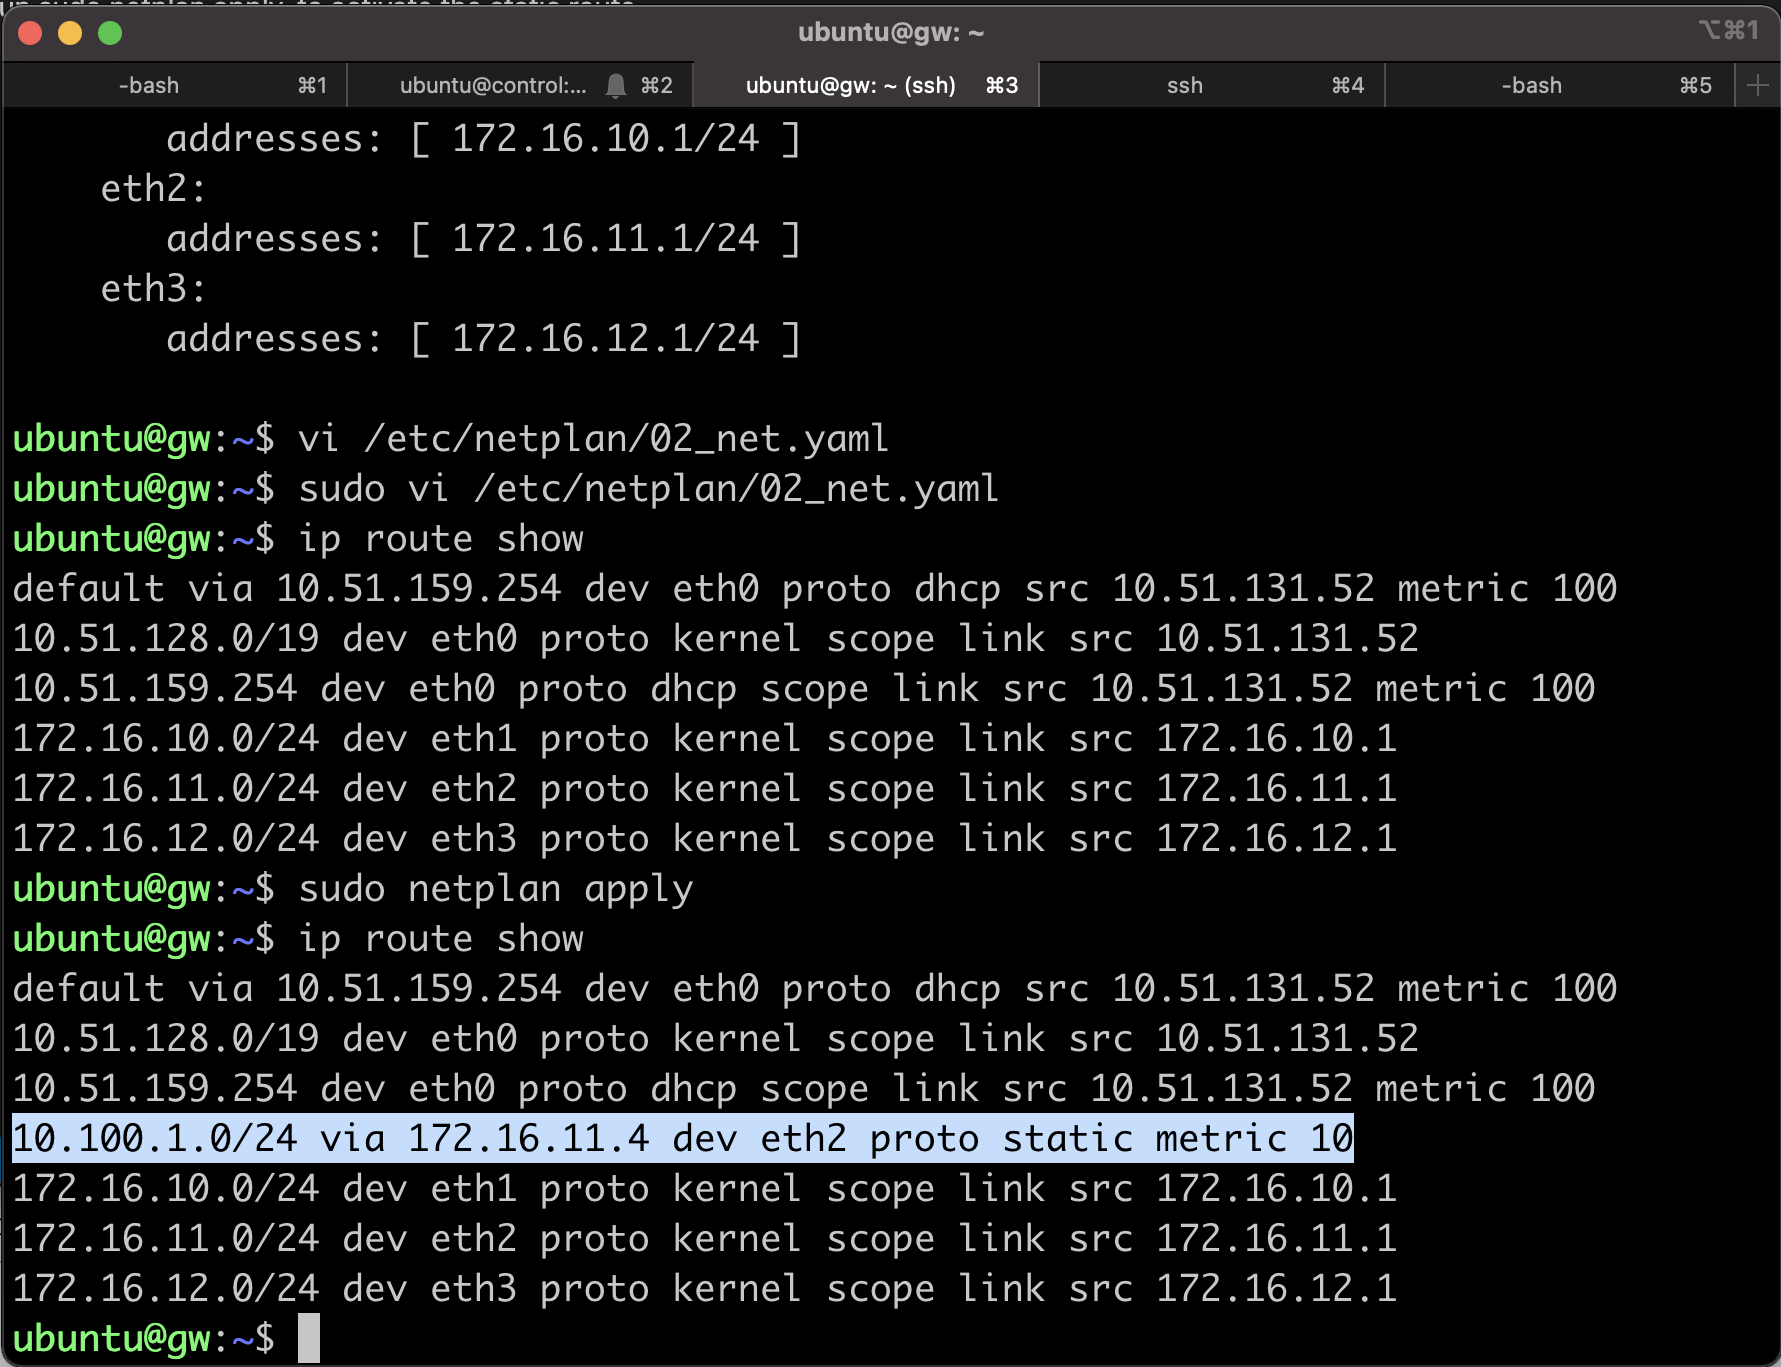 sudo netplan apply, to activate the static route
ubuntu@gw: ~
⌥⌘1
-bash ⌘1 ubuntu@control:... ⌘2 ubuntu@gw: ~ (ssh) ⌘3 ssh ⌘4 -bash ⌘5 +
addresses: [ 172.16.10.1/24 ]
eth2:
addresses: [ 172.16.11.1/24 ]
eth3:
addresses: [ 172.16.12.1/24 ]
ubuntu@gw:~$ vi /etc/netplan/02_net.yaml
ubuntu@gw:~$ sudo vi /etc/netplan/02_net.yaml
ubuntu@gw:~$ ip route show
default via 10.51.159.254 dev eth0 proto dhcp src 10.51.131.52 metric 100
10.51.128.0/19 dev eth0 proto kernel scope link src 10.51.131.52
10.51.159.254 dev eth0 proto dhcp scope link src 10.51.131.52 metric 100
172.16.10.0/24 dev eth1 proto kernel scope link src 172.16.10.1
172.16.11.0/24 dev eth2 proto kernel scope link src 172.16.11.1
172.16.12.0/24 dev eth3 proto kernel scope link src 172.16.12.1
ubuntu@gw:~$ sudo netplan apply
ubuntu@gw:~$ ip route show
default via 10.51.159.254 dev eth0 proto dhcp src 10.51.131.52 metric 100
10.51.128.0/19 dev eth0 proto kernel scope link src 10.51.131.52
10.51.159.254 dev eth0 proto dhcp scope link src 10.51.131.52 metric 100
10.100.1.0/24 via 172.16.11.4 dev eth2 proto static metric 10
172.16.10.0/24 dev eth1 proto kernel scope link src 172.16.10.1
172.16.11.0/24 dev eth2 proto kernel scope link src 172.16.11.1
172.16.12.0/24 dev eth3 proto kernel scope link src 172.16.12.1
ubuntu@gw:~$